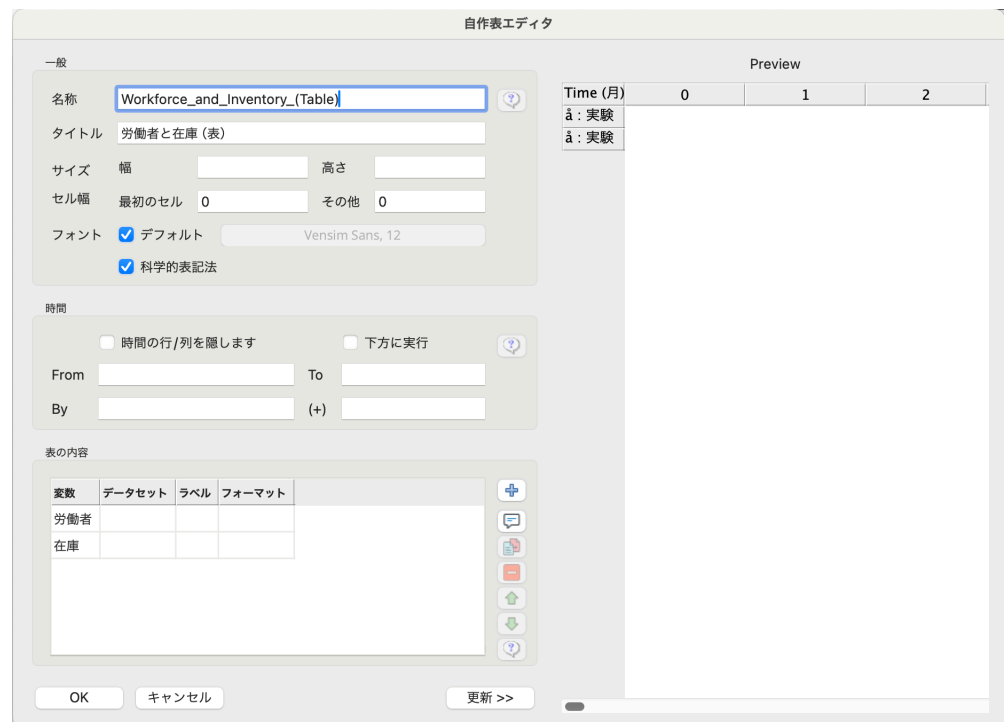 自作表エディタ
一般
名称 Workforce_and_Inventory_(Table)
タイトル 労働者と在庫 (表)
サイズ 幅 高さ
セル幅 最初のセル 0 その他 0
フォント デフォルト Vensim Sans, 12
科学的表記法
時間
時間の行/列を隠します 下方に実行
From To
By (+)
表の内容
変数 データセット ラベル フォーマット
労働者
在庫
OK キャンセル 更新 >>
Preview
Time (月) 0 1 2
å : 実験
å : 実験